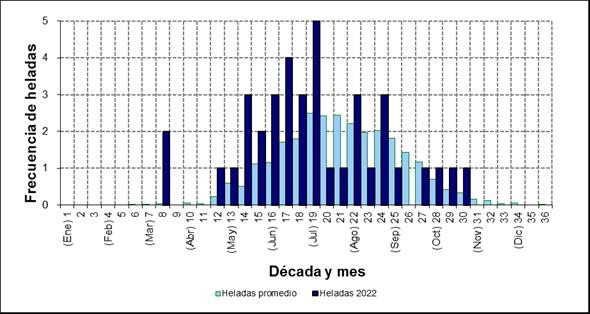 Frecuencia de heladas
5
4
3
2
1
0
(Ene) 1
2
3
(Feb) 4
5
6
(Mar) 7
8
9
(Abr) 10
11
12
(May) 13
14
15
(Jun) 16
17
18
(Jul) 19
20
21
(Ago) 22
23
24
(Sep) 25
26
27
(Oct) 28
29
30
(Nov) 31
32
33
(Dic) 34
35
36
Década y mes
Heladas promedio
Heladas 2022